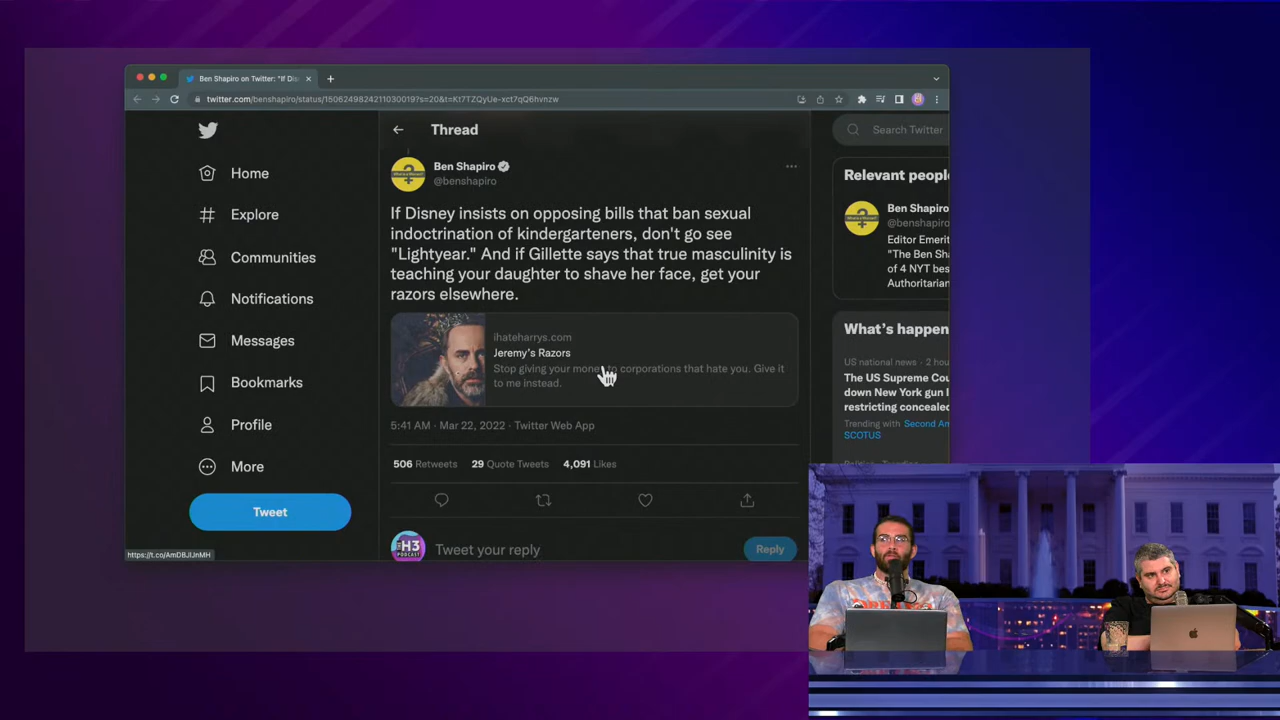 Ben Shapiro on Twitter: "If Dis
twitter.com/benshapiro/status/1506249824211030019?s=20&t=Kt7TZQyUe-xct7qQ6hvnzw
Thread
Search Twitter
Home
Explore
Communities
Notifications
Messages
Bookmarks
Profile
More
Tweet
Ben Shapiro
@benshapiro
If Disney insists on opposing bills that ban sexual
indoctrination of kindergarteners, don't go see
"Lightyear." And if Gillette says that true masculinity is
teaching your daughter to shave her face, get your
razors elsewhere.
ihateharrys.com
Jeremy's Razors
Stop giving your money to corporations that hate you. Give it
to me instead.
5:41 AM · Mar 22, 2022 · Twitter Web App
506 Retweets 29 Quote Tweets 4,091 Likes
H3
PODCAST
Tweet your reply
Reply
Relevant people
Ben Shapiro
@benshapiro
Editor Emerit
"The Ben Sha
of 4 NYT bes
Authoritarian
What's happen
US national news · 2 hou
The US Supreme Cou
down New York gun l
restricting concealed
Trending with Second Am
SCOTUS
https://t.co/AmDBJIJnMH